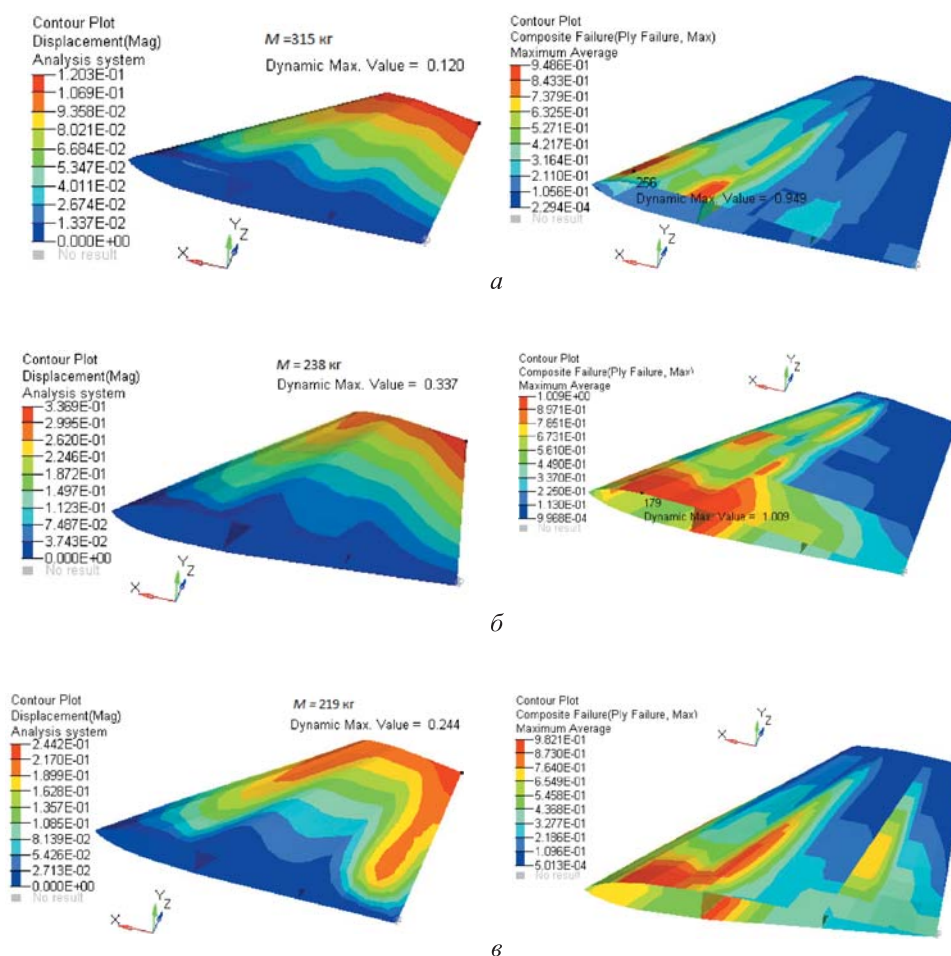 Contour Plot
Displacement(Mag)
Analysis system
1.203E-01
1.069E-01
9.358E-02
8.021E-02
6.684E-02
5.347E-02
4.011E-02
2.674E-02
1.337E-02
0.000E+00
No result
M =315 кг
Dynamic Max. Value = 0.120
X
Y
Z
Contour Plot
Composite Failure(Ply Failure, Max)
Maximum Average
9.486E-01
8.433E-01
7.379E-01
6.325E-01
5.271E-01
4.217E-01
3.164E-01
2.110E-01
1.056E-01
2.294E-04
No result
256
Dynamic Max. Value = 0.949
X
Y
Z
а
Contour Plot
Displacement(Mag)
Analysis system
3.369E-01
2.995E-01
2.620E-01
2.246E-01
1.872E-01
1.497E-01
1.123E-01
7.487E-02
3.743E-02
0.000E+00
No result
M = 238 кг
Dynamic Max. Value = 0.337
X
Y
Z
Contour Plot
Composite Failure(Ply Failure, Max)
Maximum Average
1.009E+00
8.971E-01
7.851E-01
6.731E-01
5.610E-01
4.490E-01
3.370E-01
2.250E-01
1.130E-01
9.968E-04
No result
179
Dynamic Max. Value = 1.009
X
Y
Z
б
Contour Plot
Displacement(Mag)
Analysis system
2.442E-01
2.170E-01
1.899E-01
1.628E-01
1.357E-01
1.085E-01
8.139E-02
5.426E-02
2.713E-02
0.000E+00
No result
M = 219 кг
Dynamic Max. Value = 0.244
X
Y
Z
Contour Plot
Composite Failure(Ply Failure, Max)
Maximum Average
9.821E-01
8.730E-01
7.640E-01
6.549E-01
5.458E-01
4.368E-01
3.277E-01
2.186E-01
1.096E-01
5.013E-04
No result
X
Y
Z
в